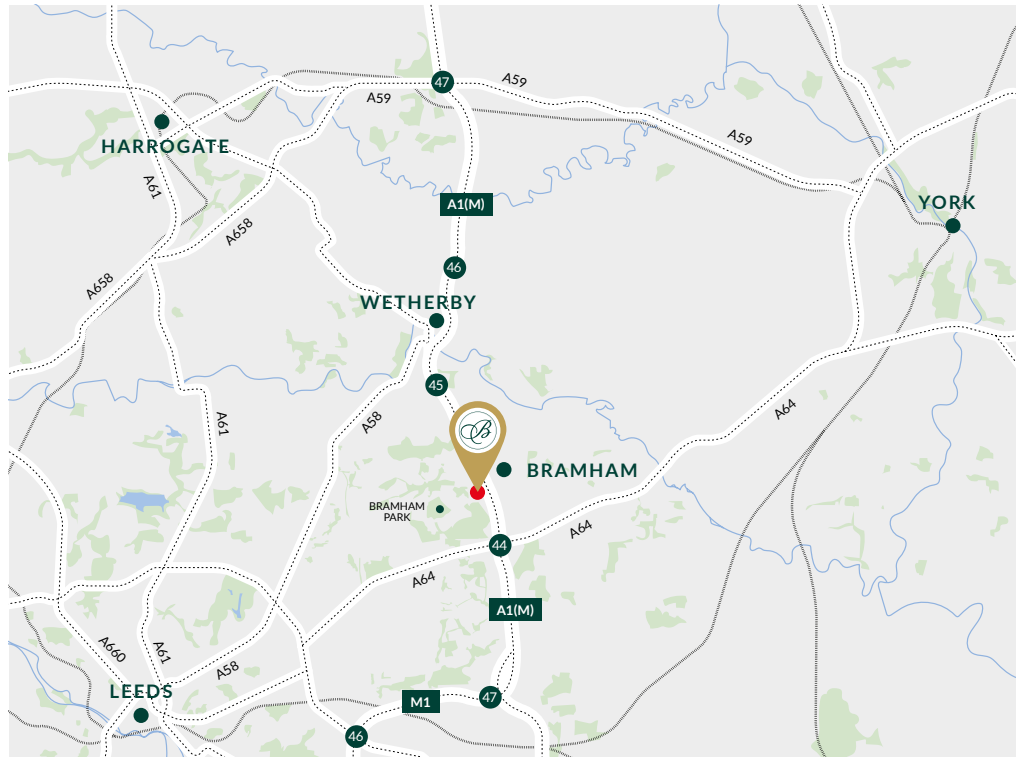 47
A59
A59
A59
HARROGATE
A61
A1(M)
YORK
A658
A658
46
WETHERBY
45
A61
A58
A64
B
BRAMHAM
BRAMHAM
PARK
A64
44
A64
A1(M)
A660
A61
A58
LEEDS
M1
47
46